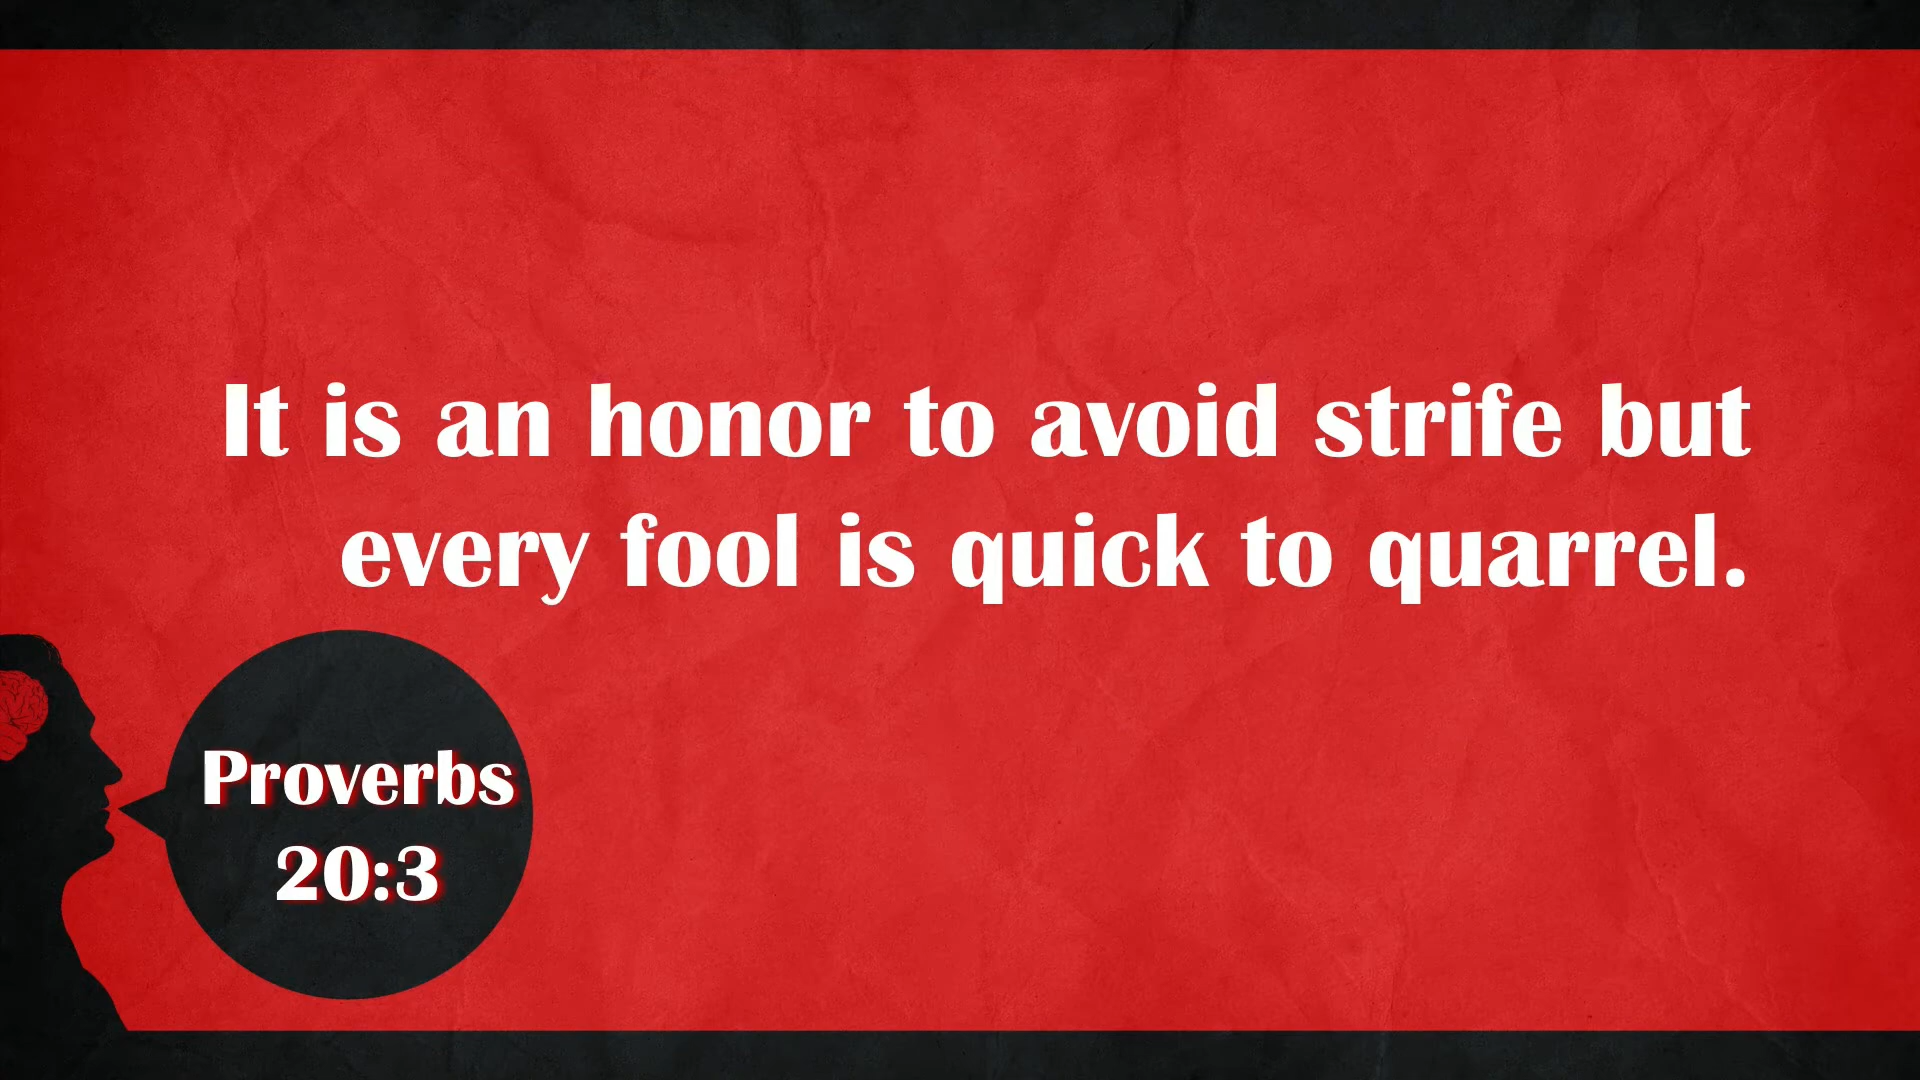 It is an honor to avoid strife but
every fool is quick to quarrel.
Proverbs
20:3